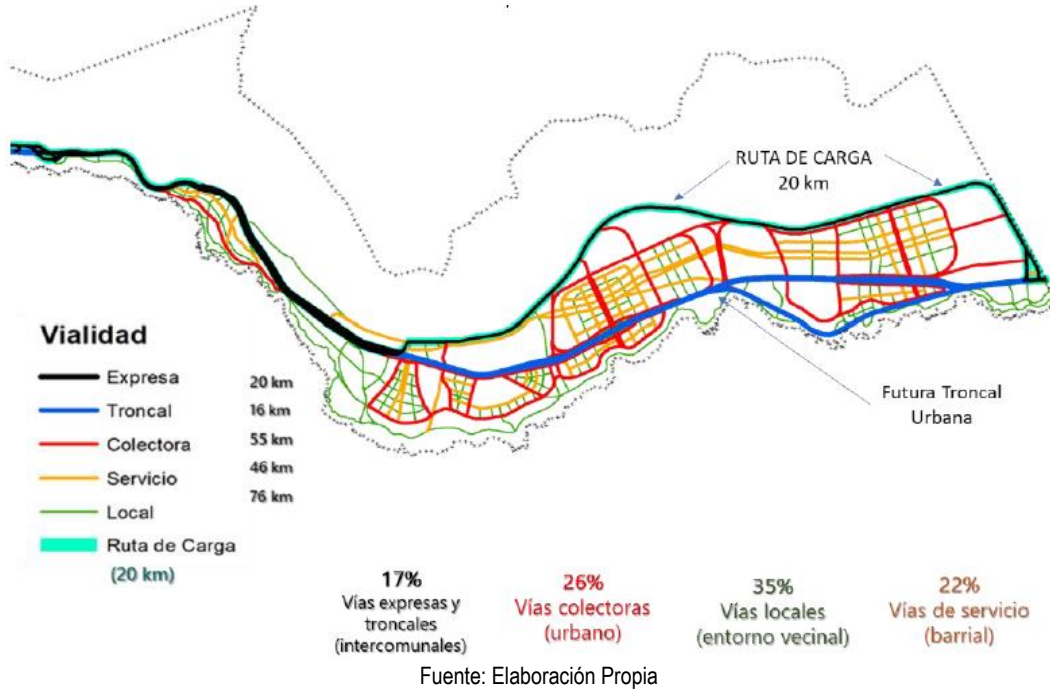 RUTA DE CARGA
20 km
Futura Troncal
Urbana
Vialidad
Expresa 20 km
Troncal 16 km
Colectora 55 km
Servicio 46 km
Local 76 km
Ruta de Carga
(20 km)
17%
Vías expresas y
troncales
(intercomunales)
26%
Vías colectoras
(urbano)
35%
Vías locales
(entorno vecinal)
22%
Vías de servicio
(barrial)
Fuente: Elaboración Propia